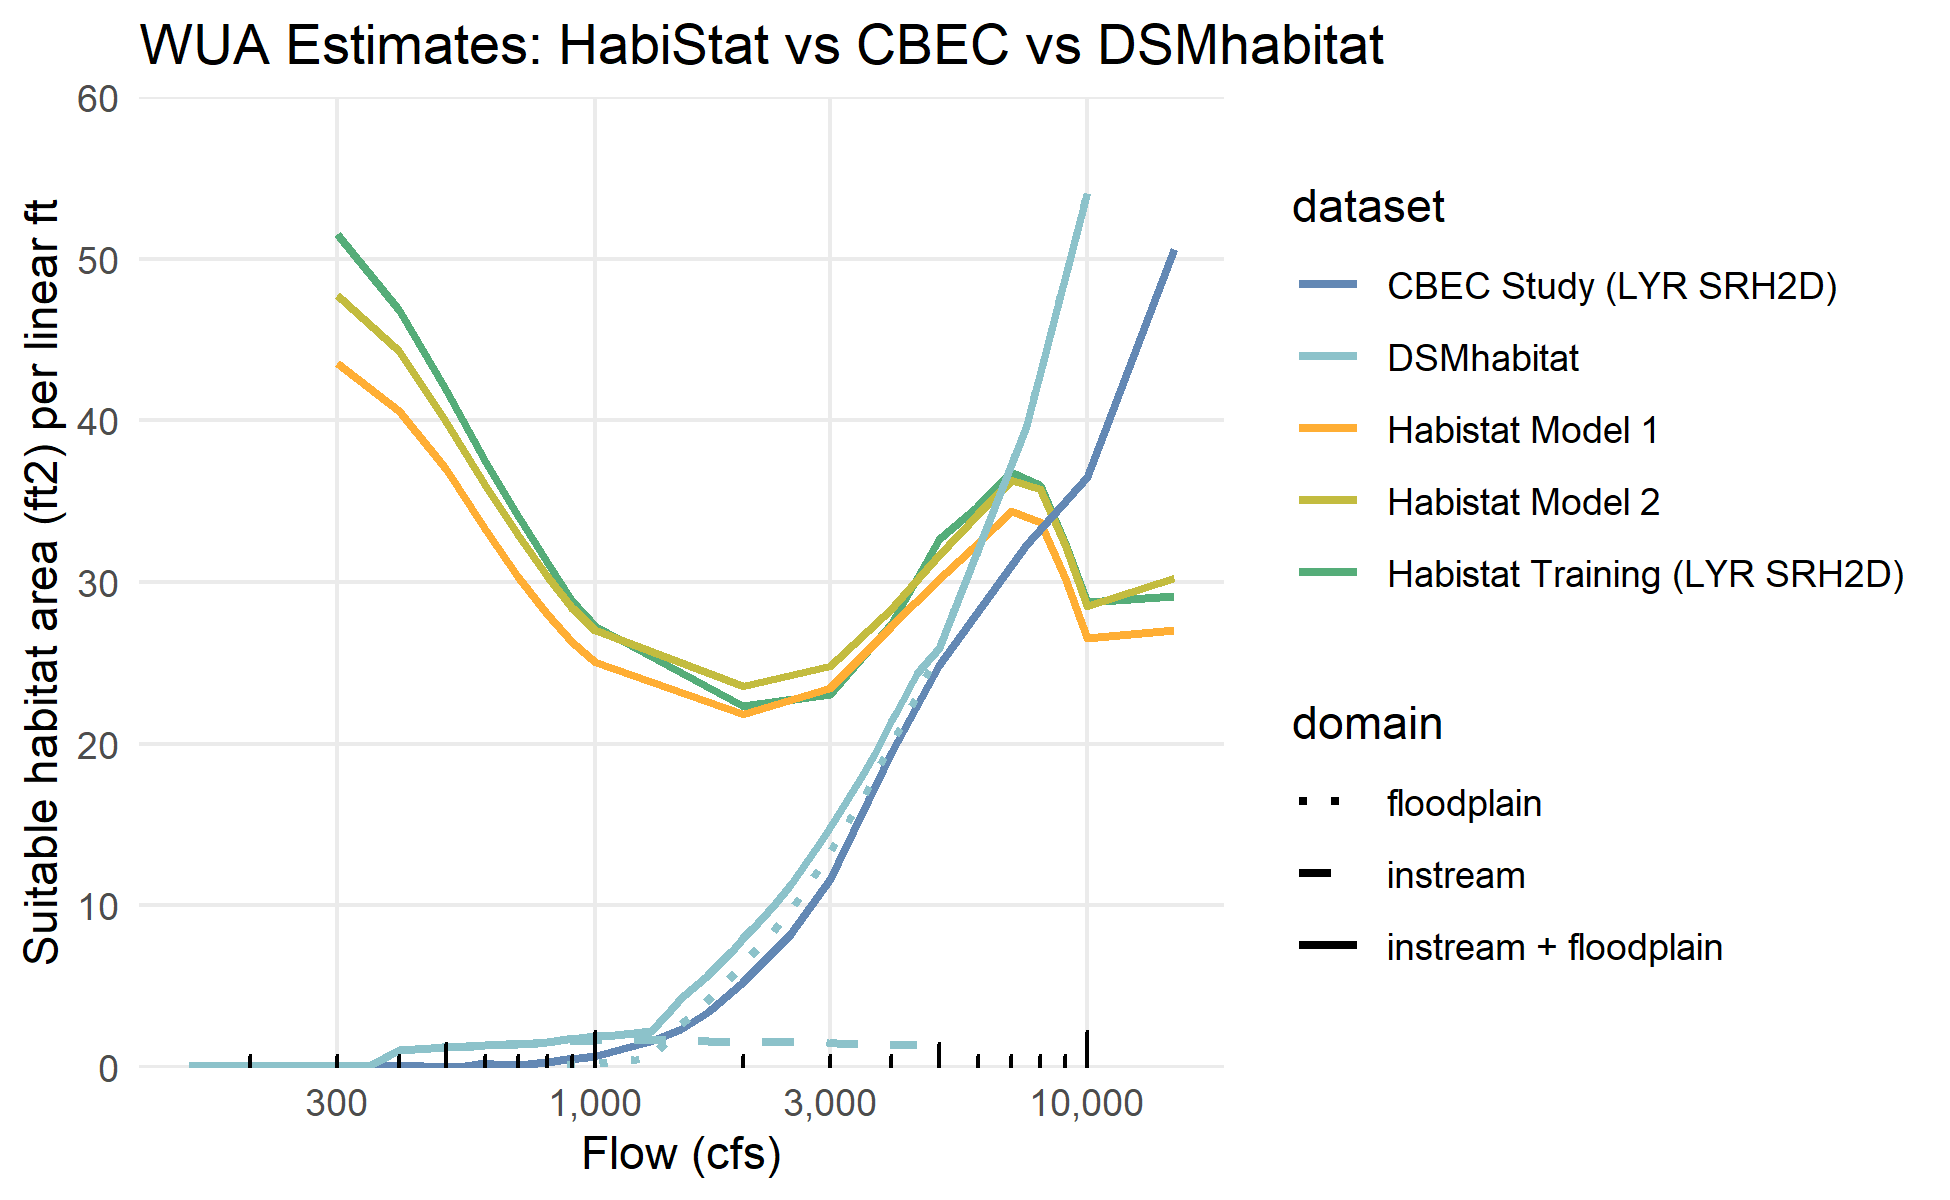 WUA Estimates: HabiStat vs CBEC vs DSMhabitat
Suitable habitat area (ft2) per linear ft
60
50
40
30
20
10
0
300
1,000
3,000
10,000
Flow (cfs)
dataset
CBEC Study (LYR SRH2D)
DSMhabitat
Habistat Model 1
Habistat Model 2
Habistat Training (LYR SRH2D)
domain
floodplain
instream
instream + floodplain